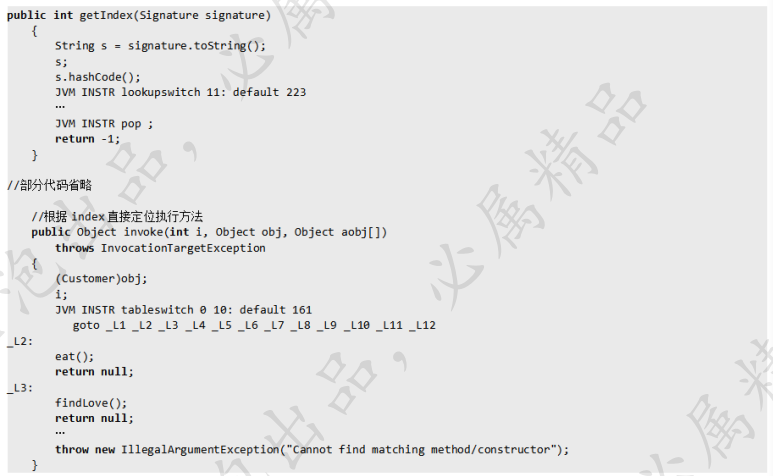 public int getIndex(Signature signature)
{
String s = signature.toString();
s;
s.hashCode();
JVM INSTR lookupswitch 11: default 223
…
JVM INSTR pop ;
return -1;
}
//部分代码省略
//根据 index 直接定位执行方法
public Object invoke(int i, Object obj, Object aobj[])
throws InvocationTargetException
{
(Customer)obj;
i;
JVM INSTR tableswitch 0 10: default 161
goto _L1 _L2 _L3 _L4 _L5 _L6 _L7 _L8 _L9 _L10 _L11 _L12
_L2:
eat();
return null;
_L3:
findLove();
return null;
…
throw new IllegalArgumentException("Cannot find matching method/constructor");
}
泡出品，必属精品
泡出品，必属精品
必属精